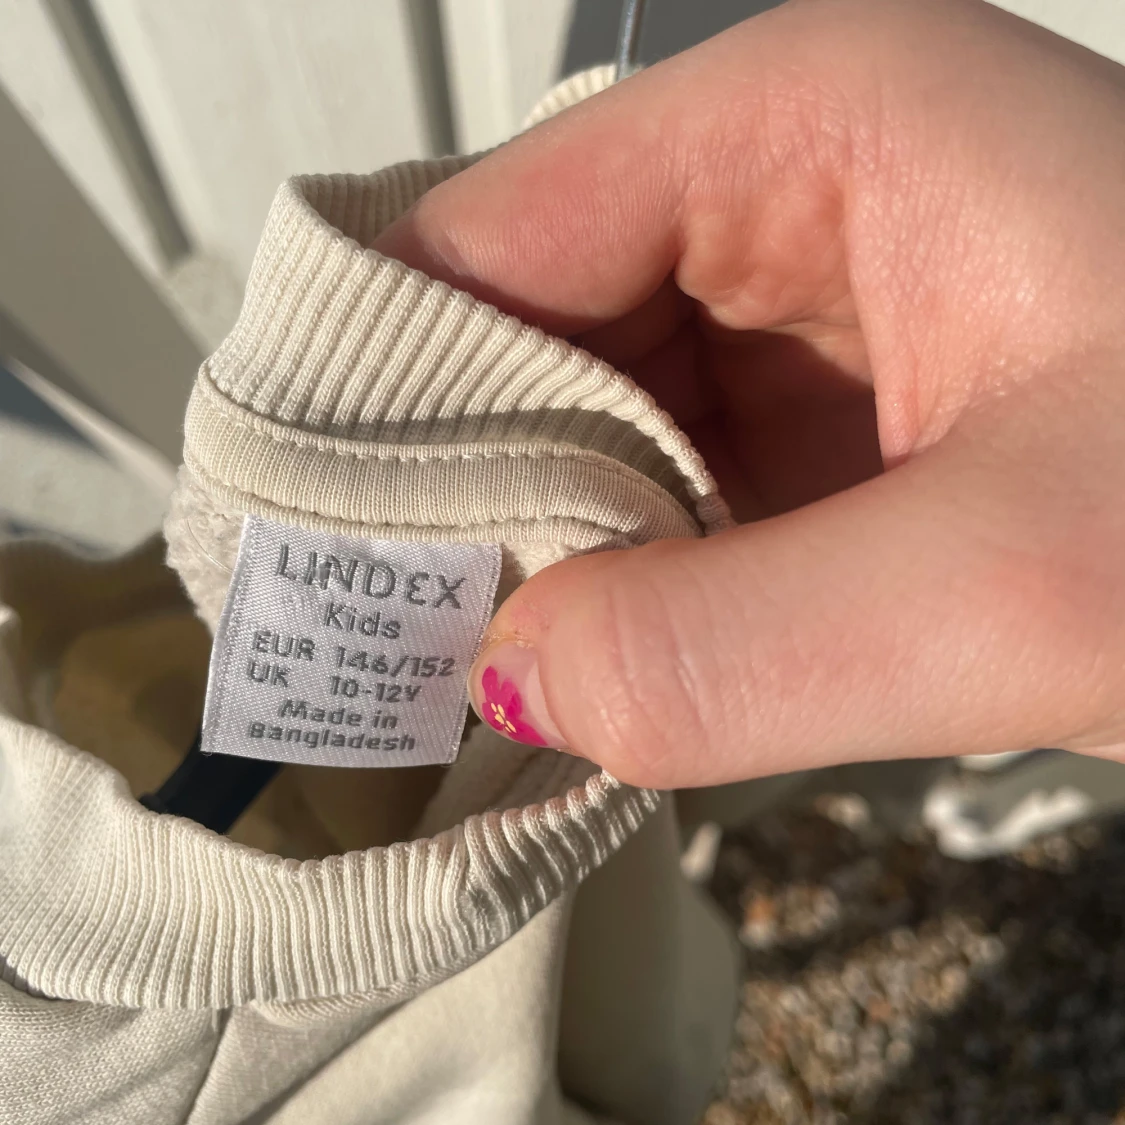 LINDEX
Kids
EUR 146/152
UK 10-12Y
Made in
Bangladesh